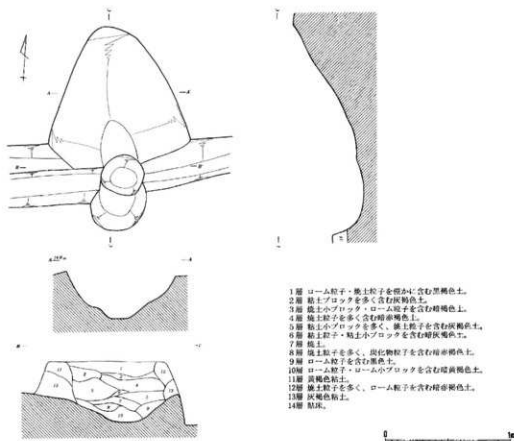 1層 ローム粒子・焼土粒子を僅かに含む黒褐色土。
2層 粘土ブロックを多く含む灰褐色土。
3層 焼土小ブロック・ローム粒子を含む暗褐色土。
4層 焼土粒子を多く含む暗赤褐色土。
5層 粘土小ブロックを多く、焼土粒子を含む灰褐色土。
6層 粘土粒子・粘土小ブロックを含む暗灰褐色土。
7層 焼土。
8層 焼土粒子を多く、炭化物粒子を含む暗赤褐色土。
9層 ローム粒子を含む黒色土。
10層 ローム粒子・ローム小ブロックを含む暗黄褐色土。
11層 黄褐色粘土。
12層 焼土粒子を多く、ローム粒子を含む暗赤褐色土。
13層 灰褐色粘土。
14層 貼床。
0 1m